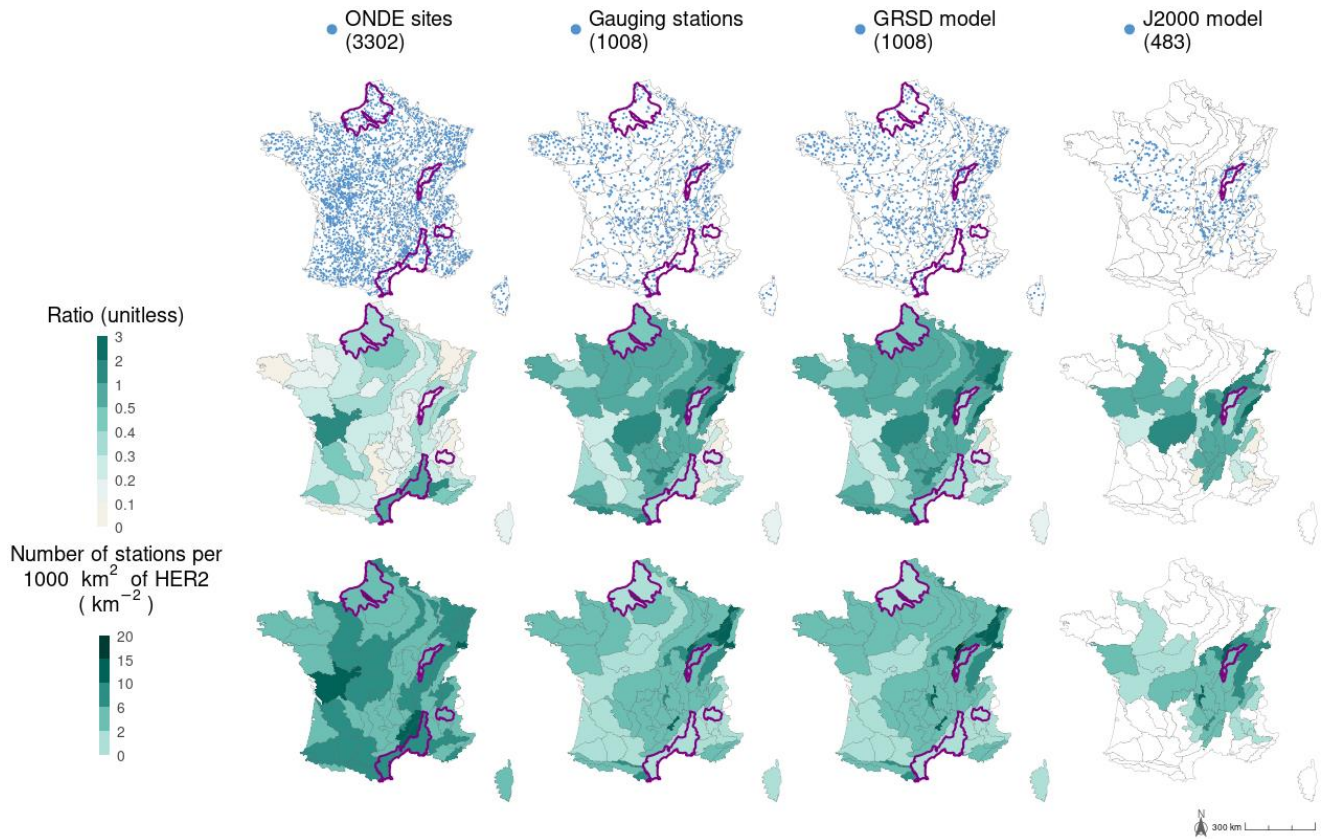 ONDE sites
(3302)
Gauging stations
(1008)
GRSD model
(1008)
J2000 model
(483)
Ratio (unitless)
3
2
1
0.5
0.4
0.3
0.2
0.1
0
Number of stations per
1000 km² of HER2
( km⁻² )
20
15
10
6
2
0
N
300 km